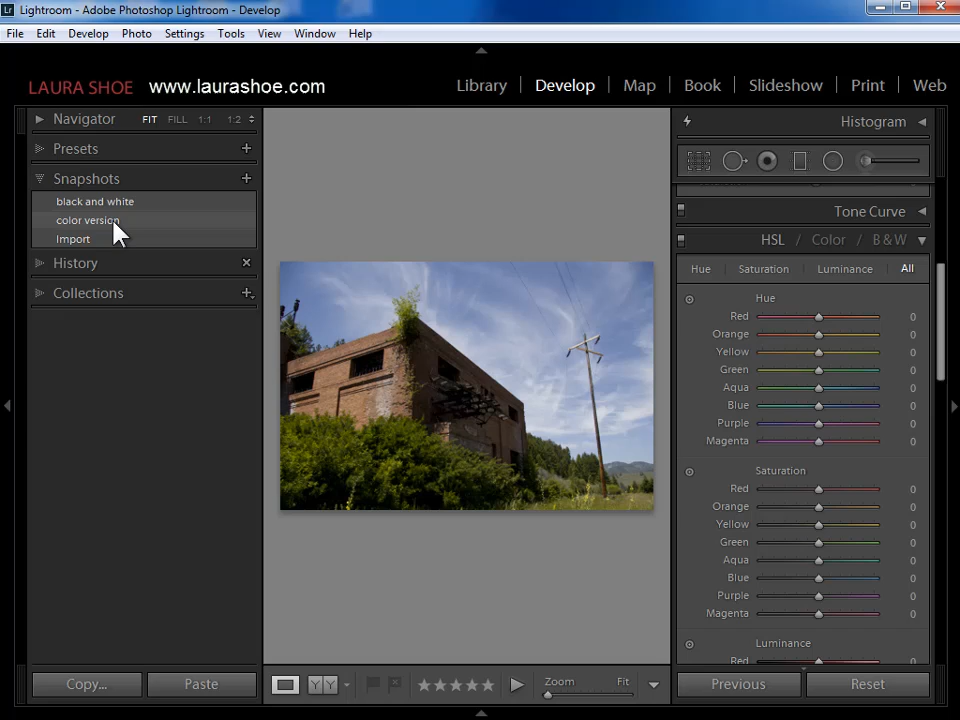 Lightroom - Adobe Photoshop Lightroom - Develop
File Edit Develop Photo Settings Tools View Window Help
LAURA SHOE www.laurashoe.com
Library Develop Map Book Slideshow Print Web
Navigator FIT FILL 1:1 1:2
Presets
Snapshots
black and white
color version
Import
History
Collections
Copy...
Paste
Zoom Fit
Histogram
Tone Curve
HSL / Color / B & W
Hue Saturation Luminance All
Hue
Red 0
Orange 0
Yellow 0
Green 0
Aqua 0
Blue 0
Purple 0
Magenta 0
Saturation
Red 0
Orange 0
Yellow 0
Green 0
Aqua 0
Blue 0
Purple 0
Magenta 0
Luminance
Red 0
Previous
Reset